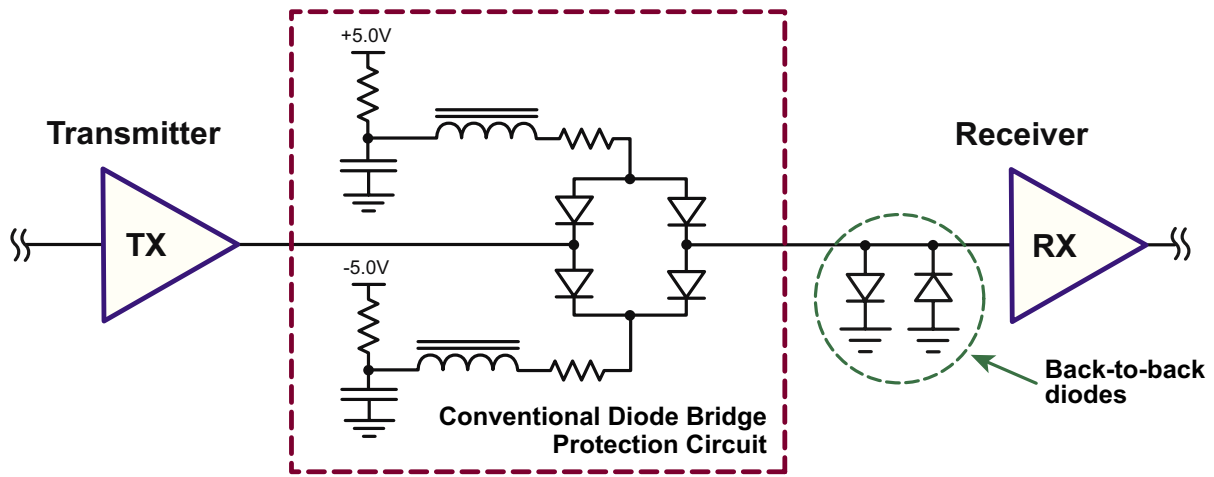 +5.0V
Transmitter
Receiver
TX
RX
-5.0V
Back-to-back
diodes
Conventional Diode Bridge
Protection Circuit